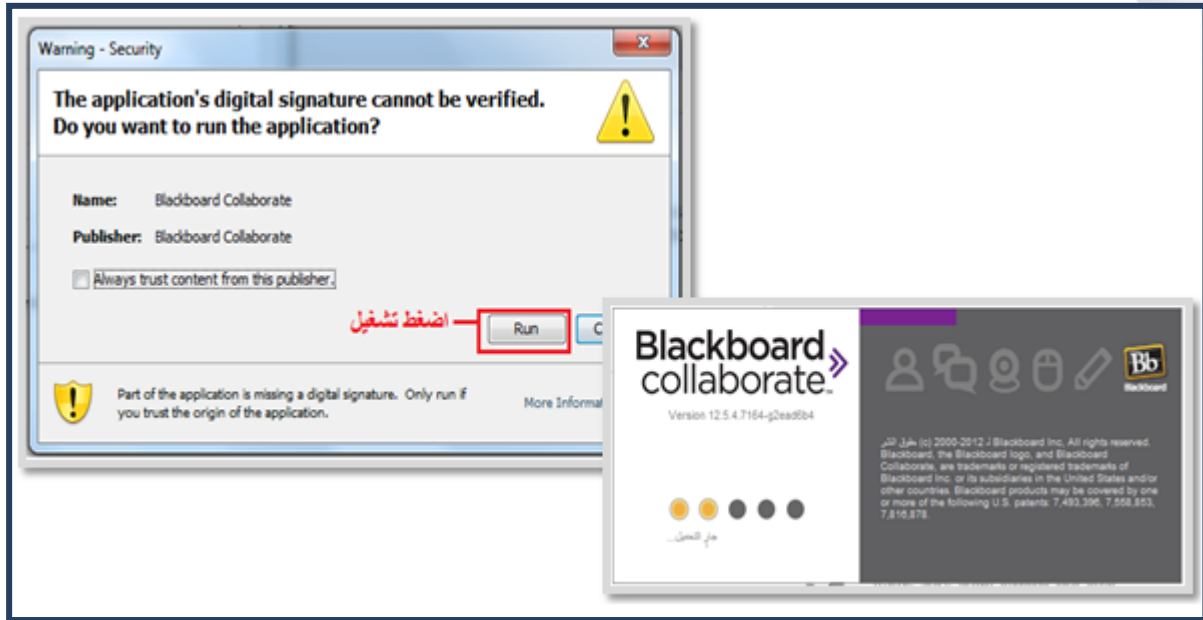 Warning - Security
The application's digital signature cannot be verified.
Do you want to run the application?
Name: Blackboard Collaborate
Publisher: Blackboard Collaborate
Always trust content from this publisher.
اضغط تشغيل
Run
Part of the application is missing a digital signature. Only run if
you trust the origin of the application.
More
Blackboard
collaborate
Version 12.5.4.7164-g2ead6b4
جارٍ التحميل...
Bb
Blackboard
حقوق النشر (c) 2000-2012 لـ Blackboard Inc. All rights reserved.
Blackboard, the Blackboard logo, and Blackboard
Collaborate, are trademarks or registered trademarks of
Blackboard Inc. or its subsidiaries in the United States and/or
other countries. Blackboard products may be covered by one
or more of the following U.S. patents: 7,493,396, 7,558,853,
7,816,878.